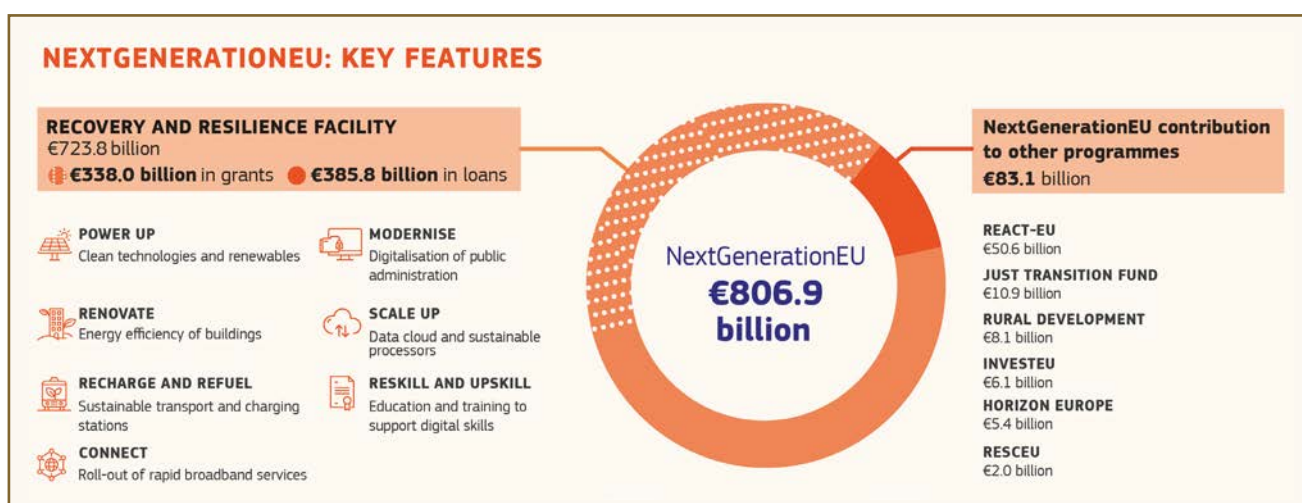 NEXTGENERATIONEU: KEY FEATURES
RECOVERY AND RESILIENCE FACILITY
€723.8 billion
€338.0 billion in grants €385.8 billion in loans
POWER UP
Clean technologies and renewables
RENOVATE
Energy efficiency of buildings
RECHARGE AND REFUEL
Sustainable transport and charging
stations
CONNECT
Roll-out of rapid broadband services
MODERNISE
Digitalisation of public
administration
SCALE UP
Data cloud and sustainable
processors
RESKILL AND UPSKILL
Education and training to
support digital skills
NextGenerationEU
€806.9
billion
NextGenerationEU contribution
to other programmes
€83.1 billion
REACT-EU
€50.6 billion
JUST TRANSITION FUND
€10.9 billion
RURAL DEVELOPMENT
€8.1 billion
INVESTEU
€6.1 billion
HORIZON EUROPE
€5.4 billion
RESCEU
€2.0 billion